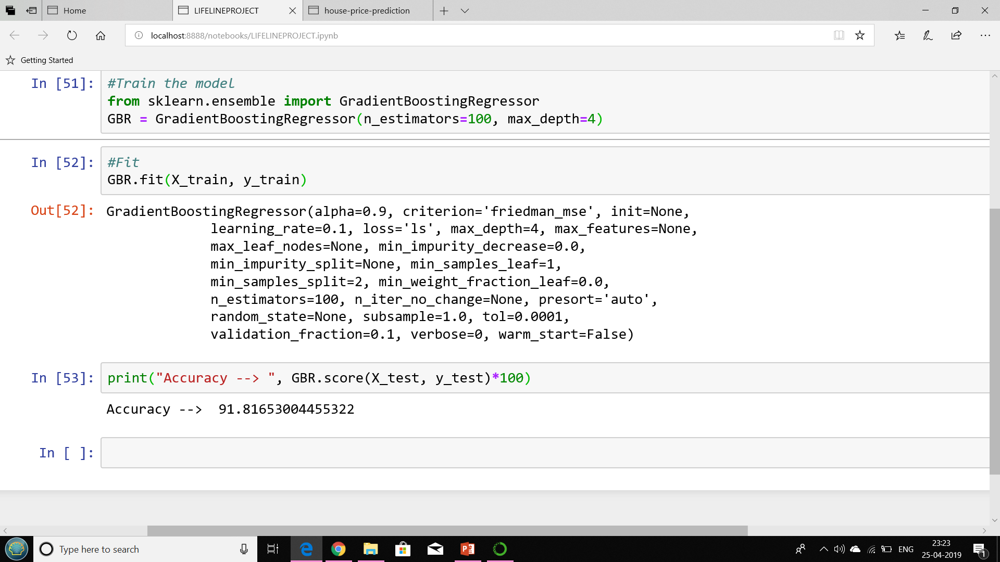 Home
LIFELINEPROJECT
house-price-prediction
localhost:8888/notebooks/LIFELINEPROJECT.ipynb
Getting Started
In [51]:
#Train the model
from sklearn.ensemble import GradientBoostingRegressor
GBR = GradientBoostingRegressor(n_estimators=100, max_depth=4)
In [52]:
#Fit
GBR.fit(X_train, y_train)
Out[52]:
GradientBoostingRegressor(alpha=0.9, criterion='friedman_mse', init=None,
learning_rate=0.1, loss='ls', max_depth=4, max_features=None,
max_leaf_nodes=None, min_impurity_decrease=0.0,
min_impurity_split=None, min_samples_leaf=1,
min_samples_split=2, min_weight_fraction_leaf=0.0,
n_estimators=100, n_iter_no_change=None, presort='auto',
random_state=None, subsample=1.0, tol=0.0001,
validation_fraction=0.1, verbose=0, warm_start=False)
In [53]:
print("Accuracy --> ", GBR.score(X_test, y_test)*100)
Accuracy -->  91.81653004455322
In [ ]:
Type here to search
ENG
23:23
25-04-2019
1